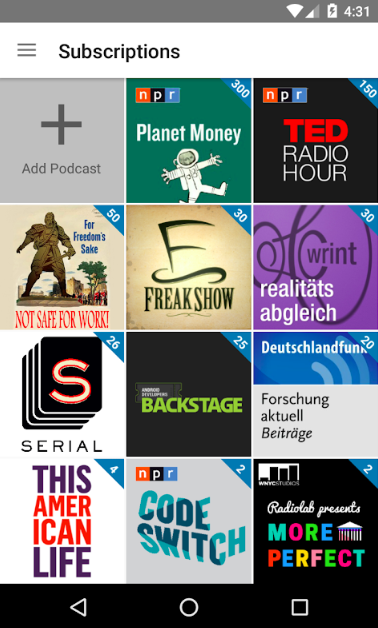 4:31
Subscriptions
Add Podcast
npr
300
Planet Money
npr
150
TED
RADIO
HOUR
50
For
Freedom's
Sake
NOT SAFE FOR WORK!
30
FREAK SHOW
30
wrint
realitäts
abgleich
26
S
SERIAL
25
ANDROID
DEVELOPERS
BACKSTAGE
20
Deutschlandfunk
Forschung
aktuell
Beiträge
4
THIS
AMER
ICAN
LIFE
npr
2
CODE
SWITCH
2
WNYC STUDIOS
Radiolab presents
MORE
PERFECT